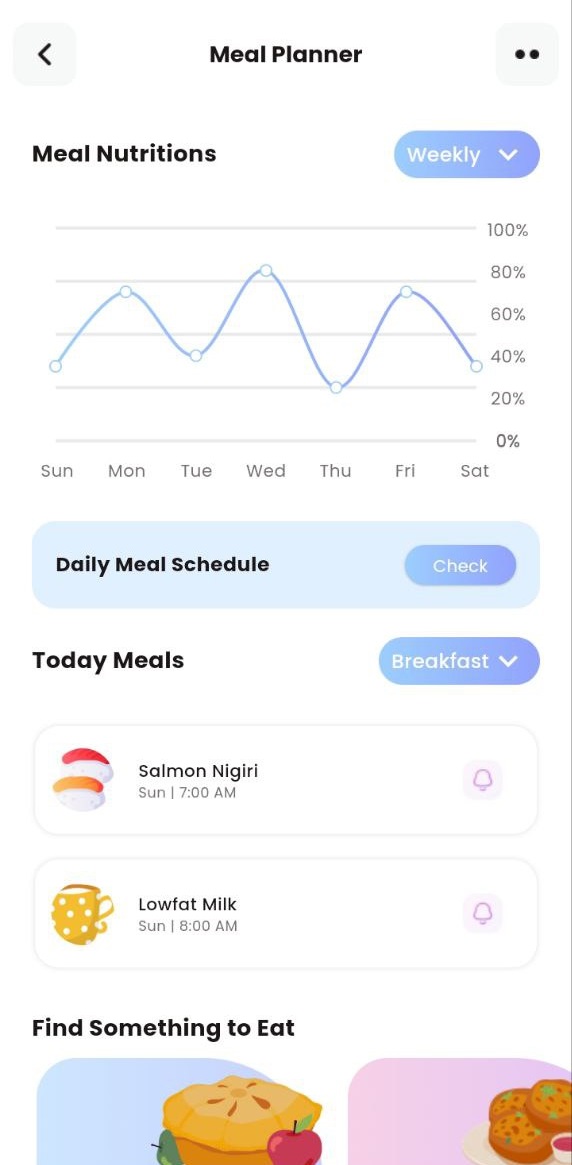 Meal Planner
Meal Nutritions
Weekly
100%
80%
60%
40%
20%
0%
Sun Mon Tue Wed Thu Fri Sat
Daily Meal Schedule
Check
Today Meals
Breakfast
Salmon Nigiri
Sun | 7:00 AM
Lowfat Milk
Sun | 8:00 AM
Find Something to Eat